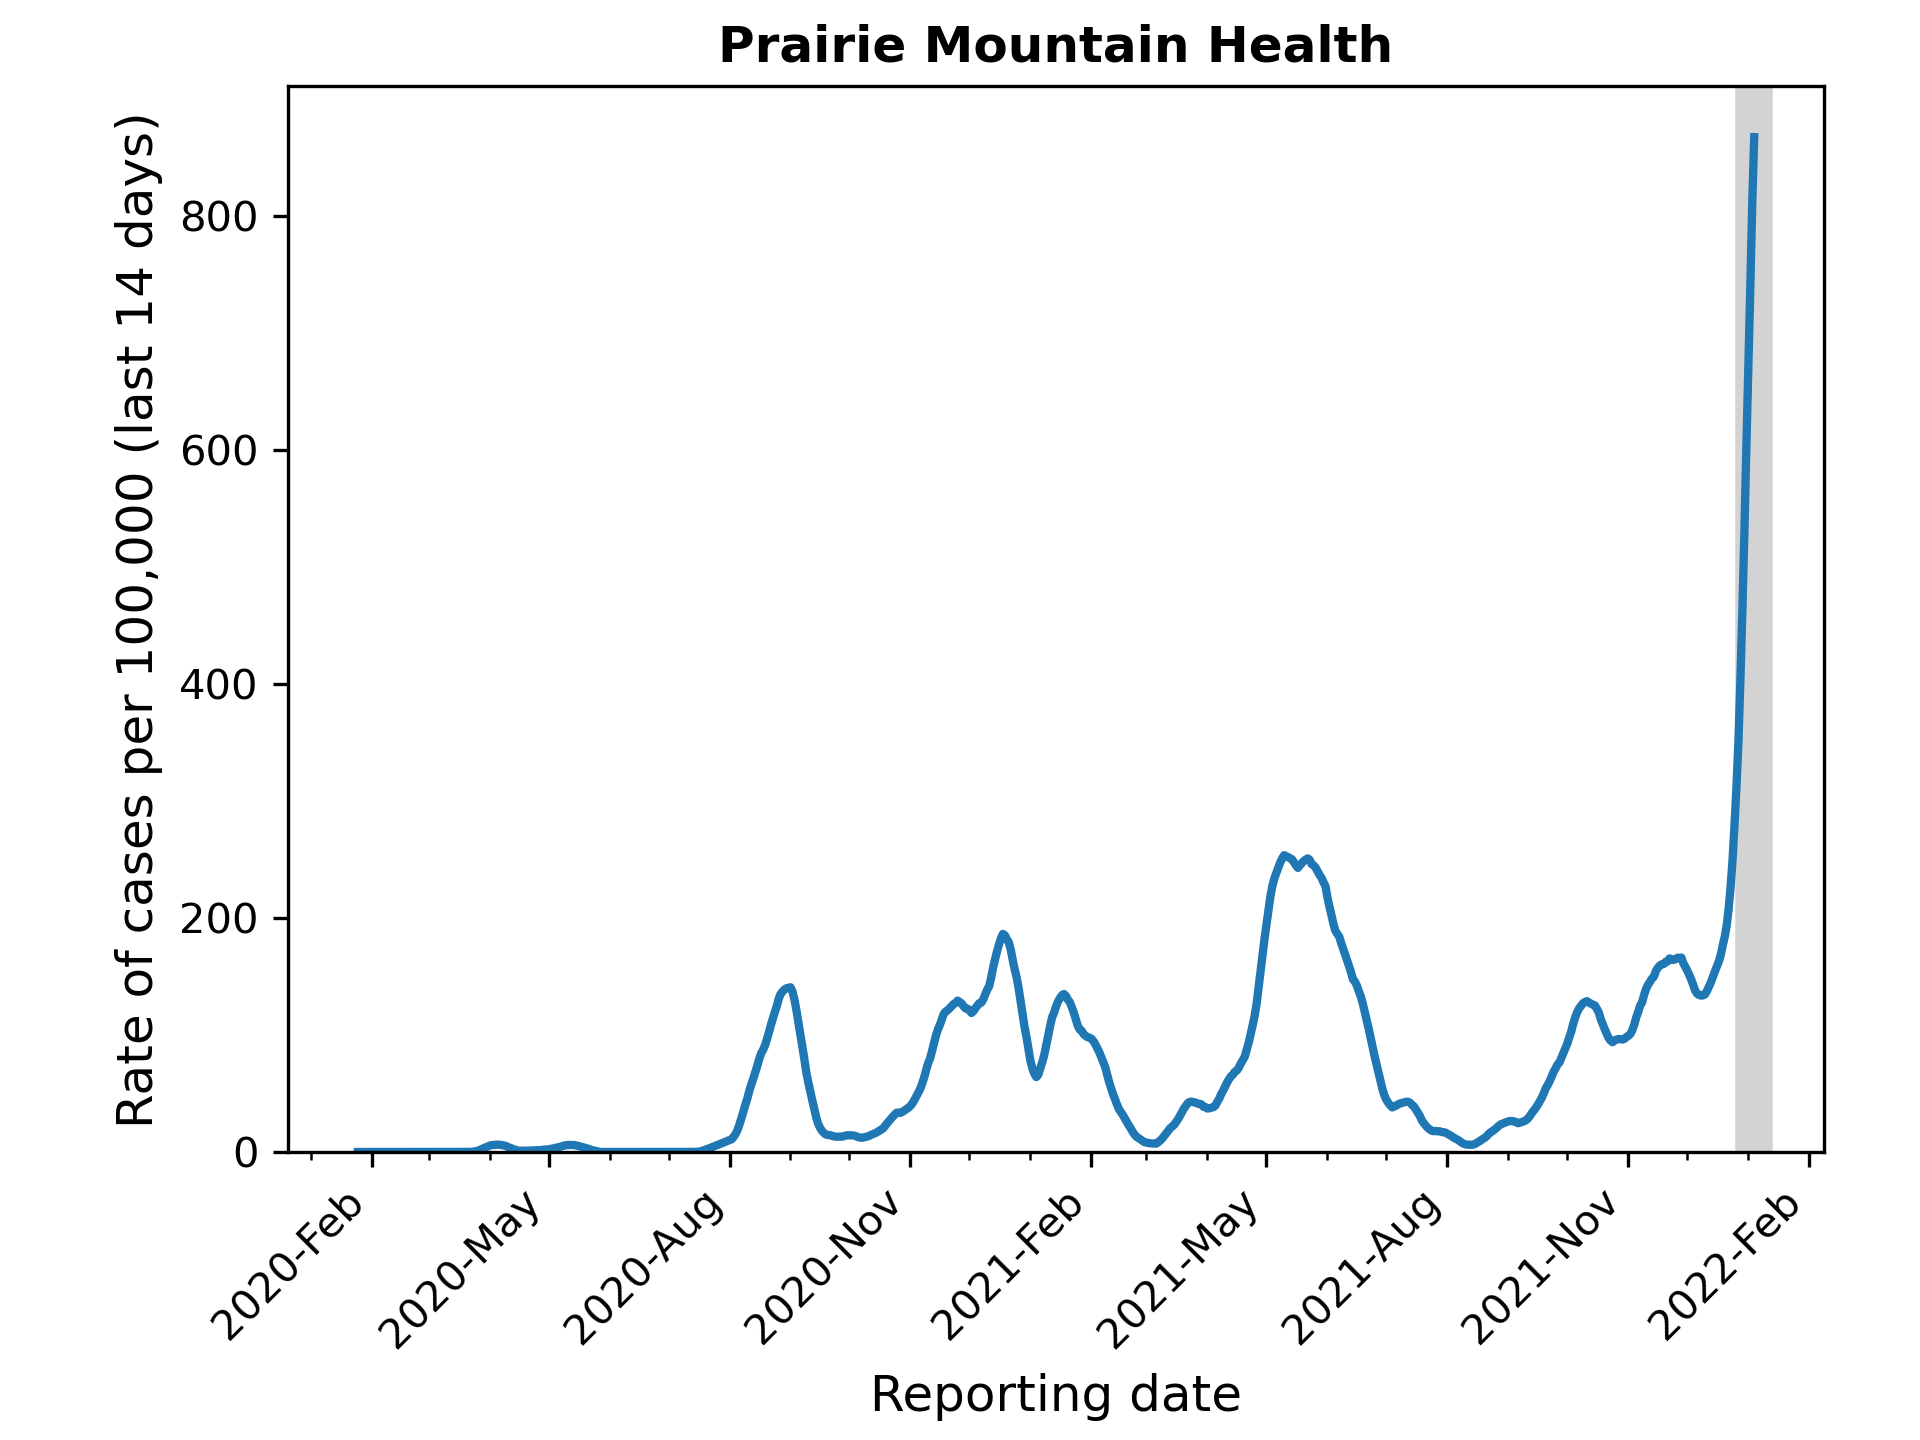 Prairie Mountain Health
Rate of cases per 100,000 (last 14 days)
800
600
400
200
0
2020-Feb
2020-May
2020-Aug
2020-Nov
2021-Feb
2021-May
2021-Aug
2021-Nov
2022-Feb
Reporting date